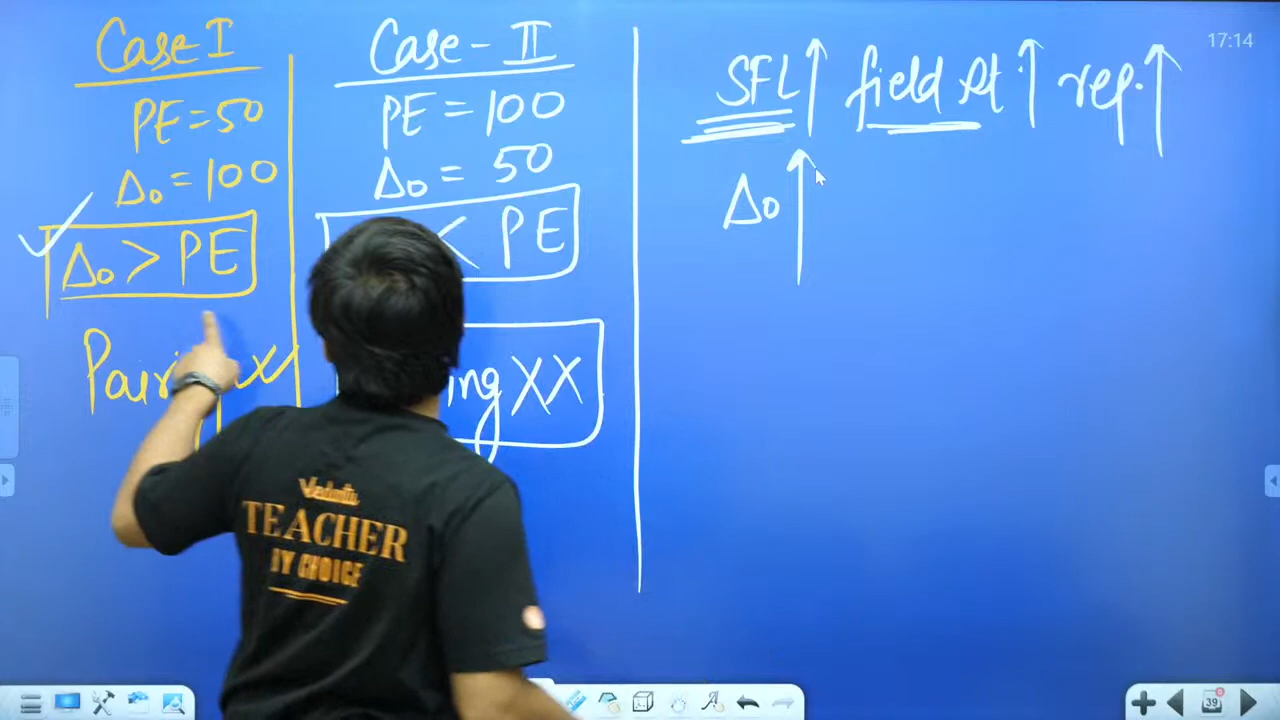 Case I
PE = 50
Δo = 100
Δo > PE
Case - II
PE = 100
Δo = 50
< PE
ing XX
SFL ↑ field st. ↑ rep. ↑
Δo ↑
17:14
Vedantu
TEACHER
BY CHOICE
39